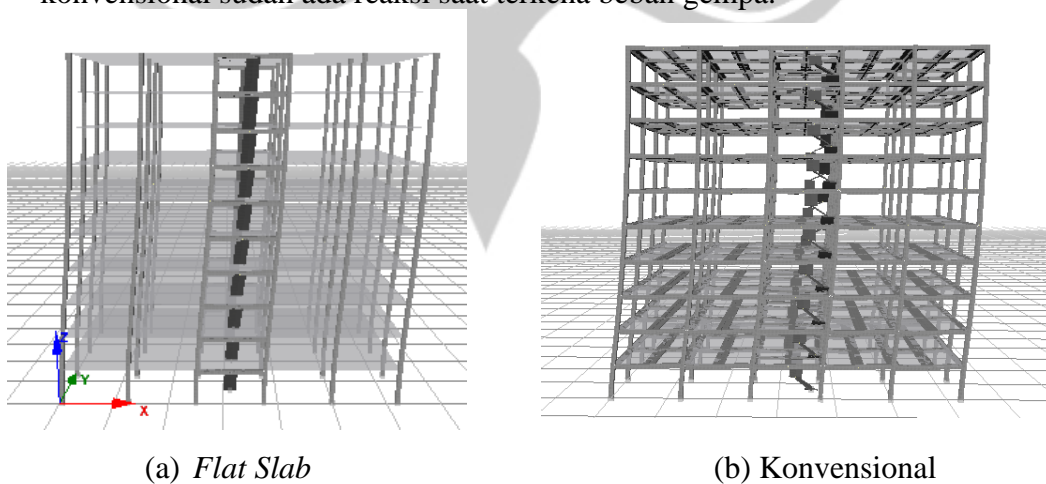 konvensional sudah ada reaksi saat terkena beban gempa.
Z
Y
X
(a) Flat Slab
(b) Konvensional